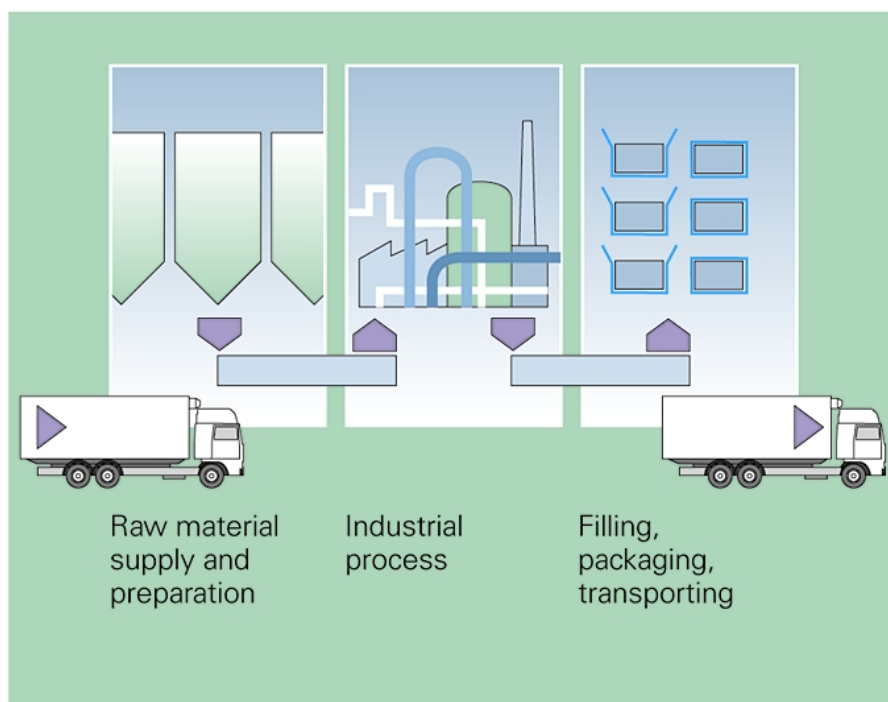 Raw material
supply and
preparation
Industrial
process
Filling,
packaging,
transporting